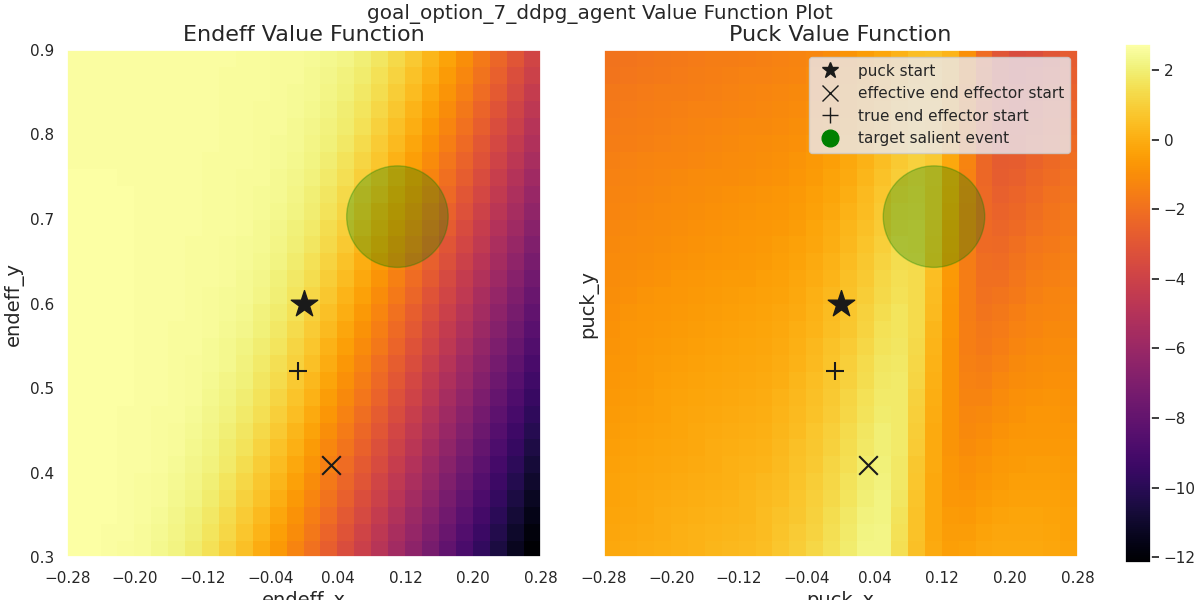 goal_option_7_ddpg_agent Value Function Plot
Endeff Value Function
Puck Value Function
0.9
0.8
0.7
0.6
0.5
0.4
0.3
endeff_y
−0.28 −0.20 −0.12 −0.04 0.04 0.12 0.20 0.28
endeff_x
puck_y
puck start
effective end effector start
true end effector start
target salient event
−0.28 −0.20 −0.12 −0.04 0.04 0.12 0.20 0.28
puck_x
2
0
−2
−4
−6
−8
−10
−12